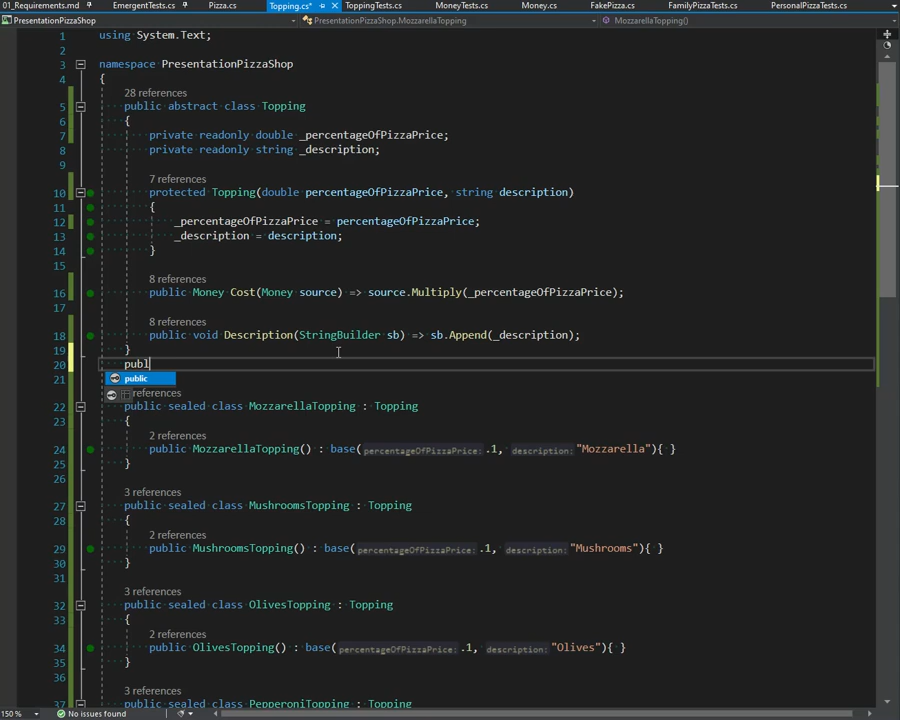 01_Requirements.md EmergentTests.cs Pizza.cs Topping.cs* ToppingTests.cs MoneyTests.cs Money.cs FakePizza.cs FamilyPizzaTests.cs PersonalPizzaTests.cs
PresentationPizzaShop PresentationPizzaShop.MozzarellaTopping MozzarellaTopping()
1 using System.Text;
2
3 namespace PresentationPizzaShop
4 {
28 references
5 public abstract class Topping
6 {
7 private readonly double _percentageOfPizzaPrice;
8 private readonly string _description;
9
7 references
10 protected Topping(double percentageOfPizzaPrice, string description)
11 {
12 _percentageOfPizzaPrice = percentageOfPizzaPrice;
13 _description = description;
14 }
15
8 references
16 public Money Cost(Money source) => source.Multiply(_percentageOfPizzaPrice);
17
8 references
18 public void Description(StringBuilder sb) => sb.Append(_description);
19 }
20 publ
public
21
references
22 public sealed class MozzarellaTopping : Topping
23 {
2 references
24 public MozzarellaTopping() : base(percentageOfPizzaPrice: .1, description: "Mozzarella"){ }
25 }
26
3 references
27 public sealed class MushroomsTopping : Topping
28 {
2 references
29 public MushroomsTopping() : base(percentageOfPizzaPrice: .1, description: "Mushrooms"){ }
30 }
31
3 references
32 public sealed class OlivesTopping : Topping
33 {
2 references
34 public OlivesTopping() : base(percentageOfPizzaPrice: .1, description: "Olives"){ }
35 }
36
3 references
37 public sealed class PepperoniTopping : Topping
150 % No issues found